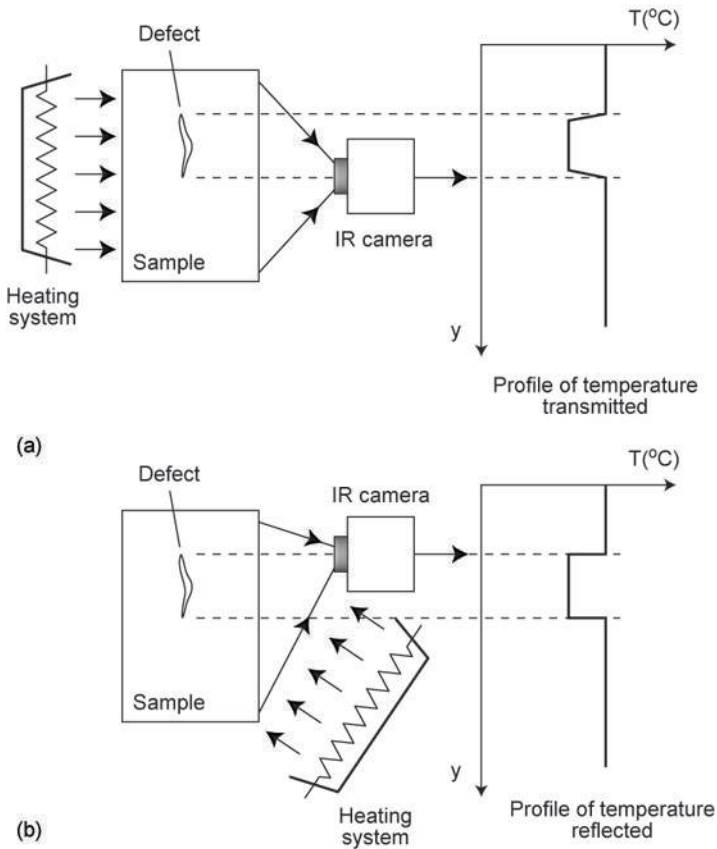 Defect
T(°C)
Sample
IR camera
Heating
system
y
Profile of temperature
transmitted
(a)
Defect
IR camera
T(°C)
Sample
y
Heating
system
Profile of temperature
reflected
(b)